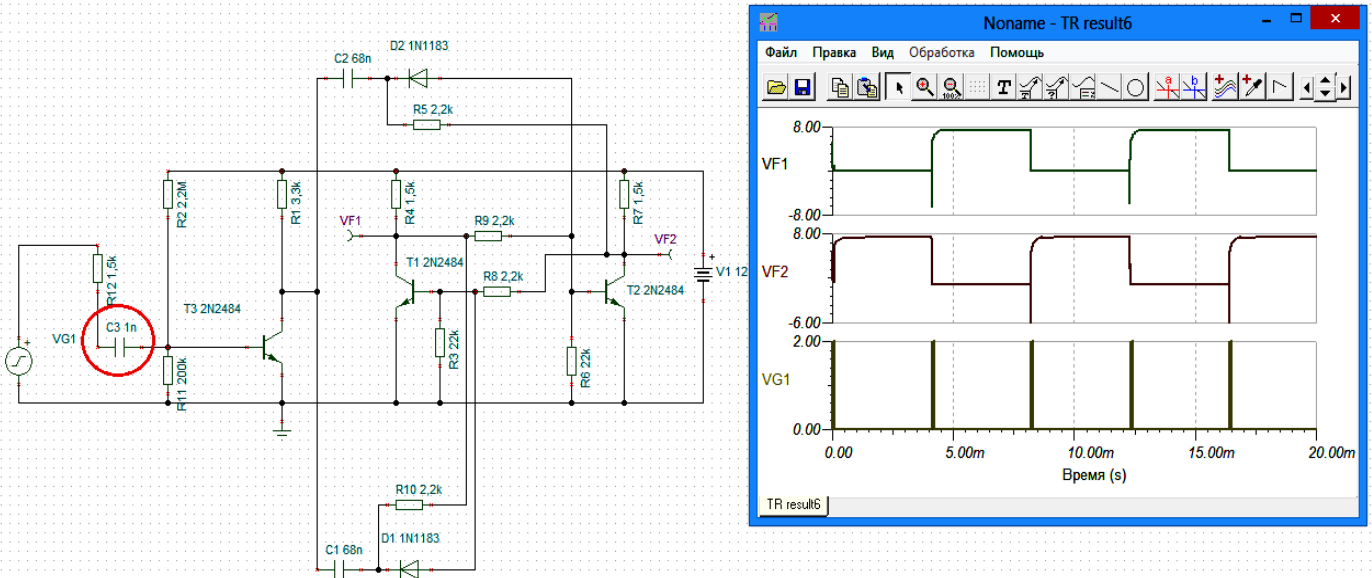 D2 1N1183
C2 68n
R5 2,2k
R2 2,2M
R1 3,3k
R4 1,5k
R7 1,5k
VF1
R9 2,2k
VF2
R12 1,5k
T1 2N2484
R8 2,2k
T2 2N2484
V1 12
T3 2N2484
C3 1n
VG1
R11 200k
R3 22k
R6 22k
R10 2,2k
D1 1N1183
C1 68n
Noname - TR result6
Файл Правка Вид Обработка Помощь
T a b
100%
8.00
VF1
-8.00
8.00
VF2
-6.00
2.00
VG1
0.00
0.00 5.00m 10.00m 15.00m 20.00m
Время (s)
TR result6